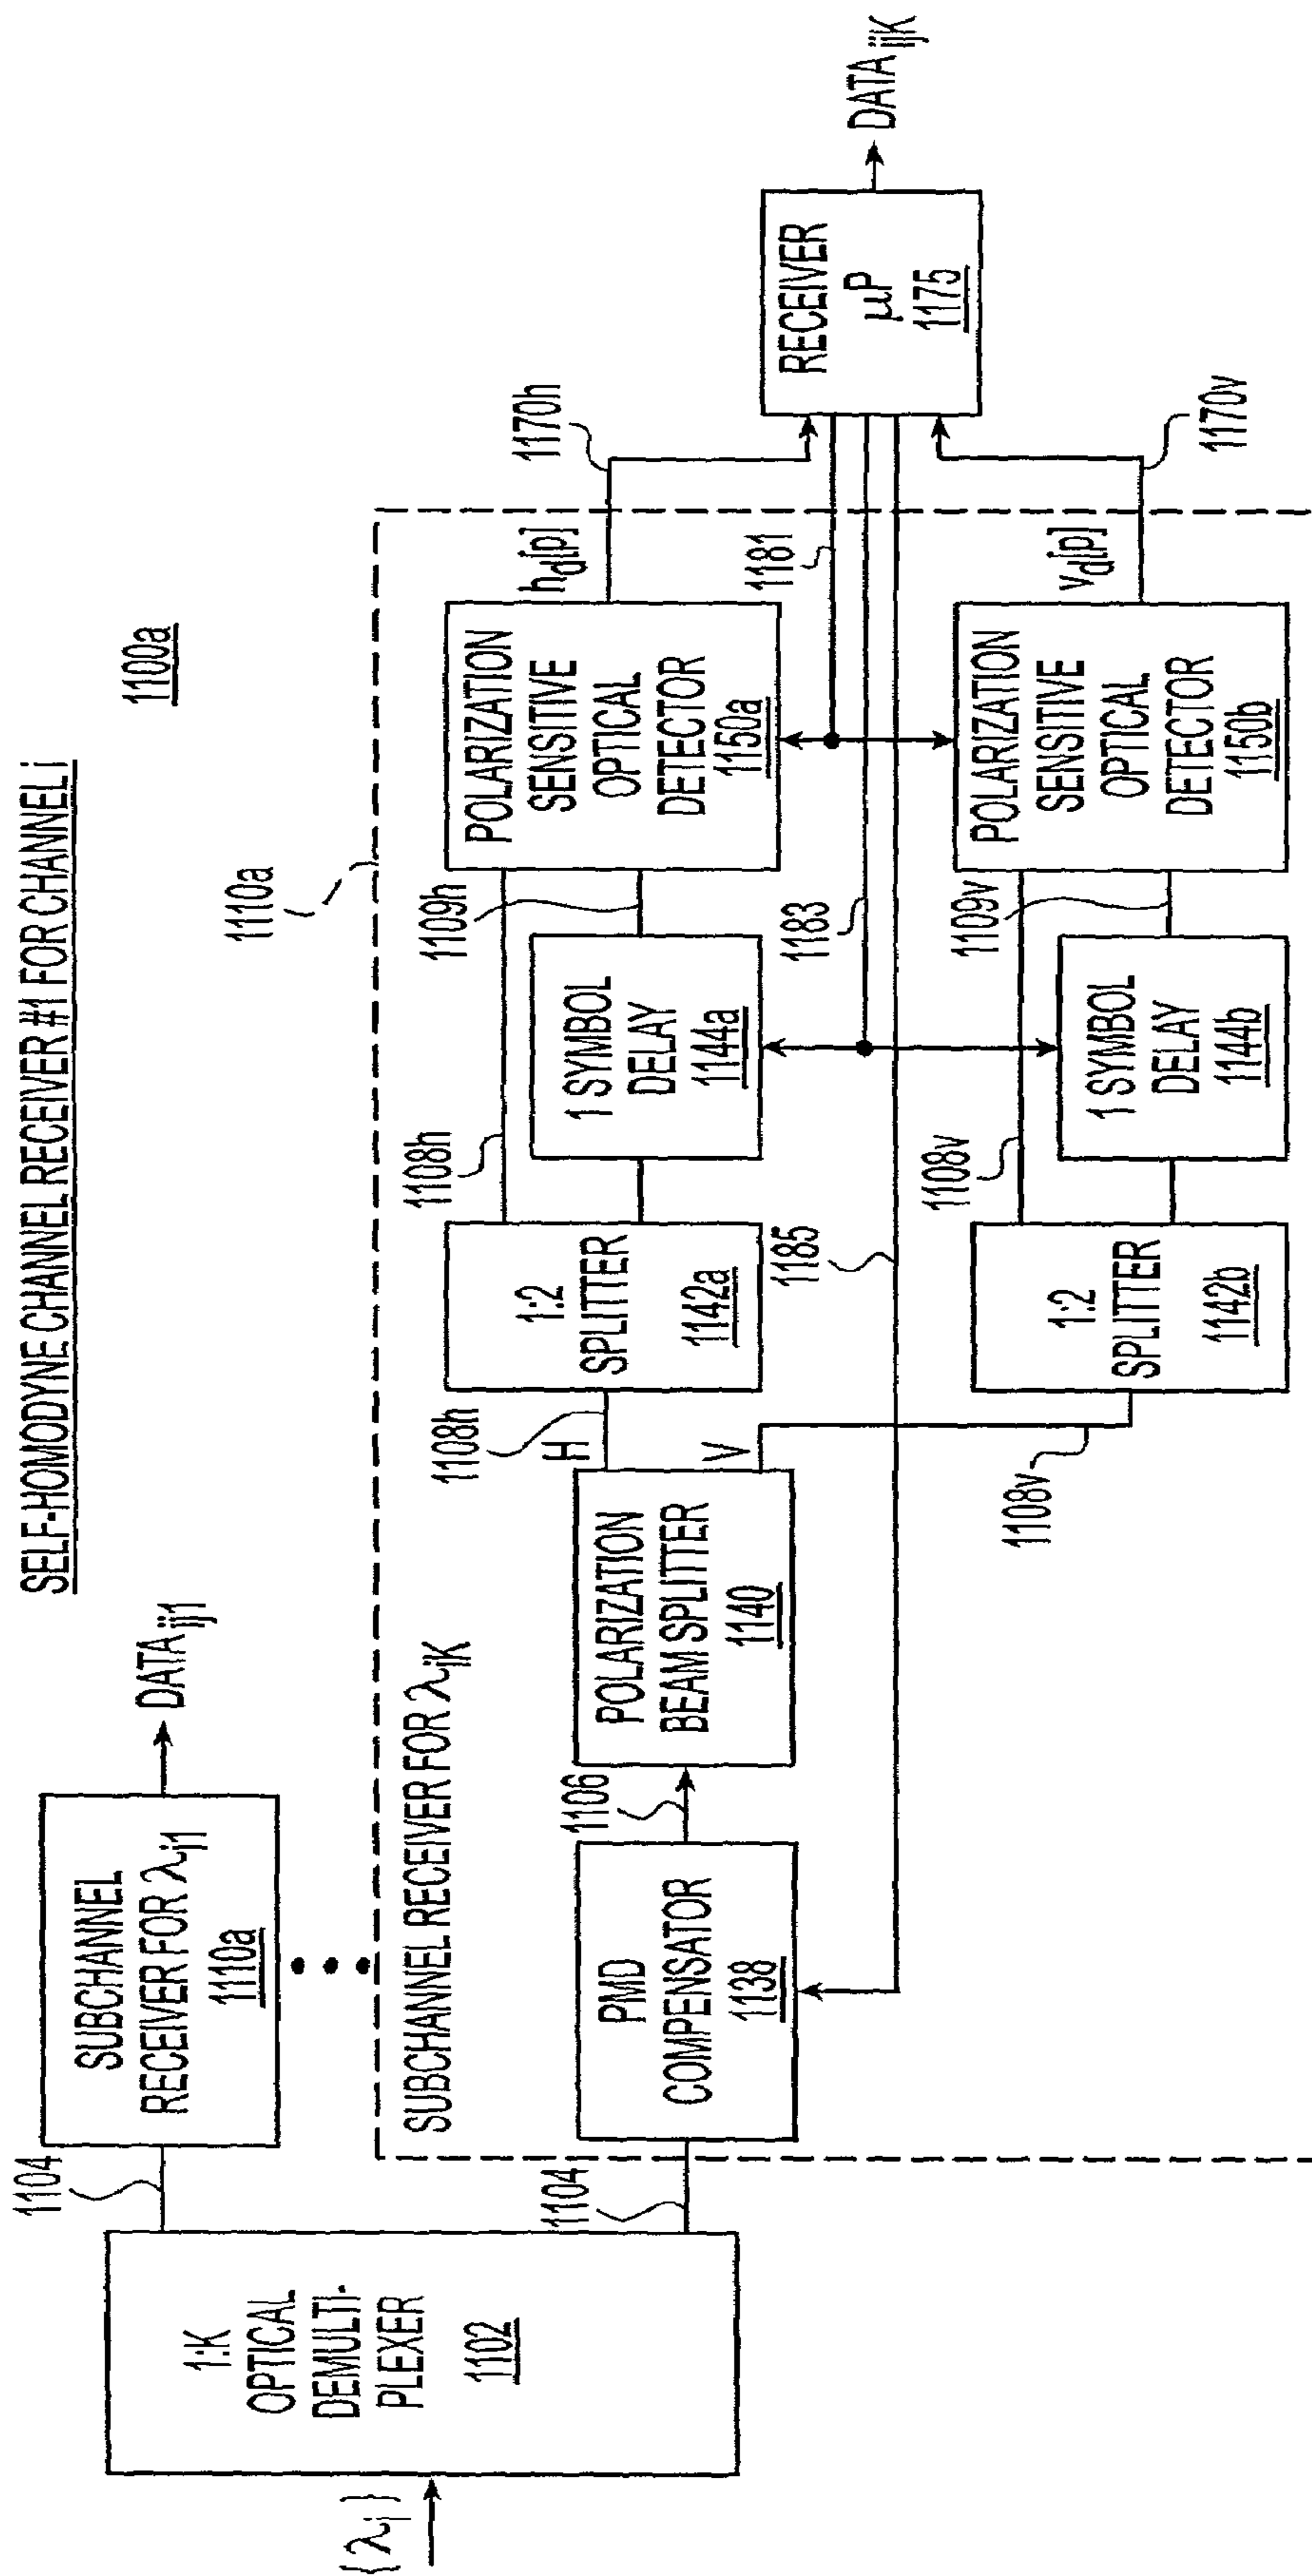 SELF-HOMODYNE CHANNEL RECEIVER #1 FOR CHANNEL i
1100a
{λi}
1:K
OPTICAL
DEMULTI-
PLEXER
1102
1104
SUBCHANNEL
RECEIVER FOR λi1
1110a
DATAij1
1104
1110a
SUBCHANNEL RECEIVER FOR λiK
PMD
COMPENSATOR
1138
1106
POLARIZATION
BEAM SPLITTER
1140
H
1108h
V
1108v
1:2
SPLITTER
1142a
1108h
1 SYMBOL
DELAY
1144a
1109h
POLARIZATION
SENSITIVE
OPTICAL
DETECTOR
1150a
hd[p]
1170h
1185
1183
1181
1:2
SPLITTER
1142b
1108v
1 SYMBOL
DELAY
1144b
1109v
POLARIZATION
SENSITIVE
OPTICAL
DETECTOR
1150b
vd[p]
1170v
RECEIVER
μP
1175
DATAijK